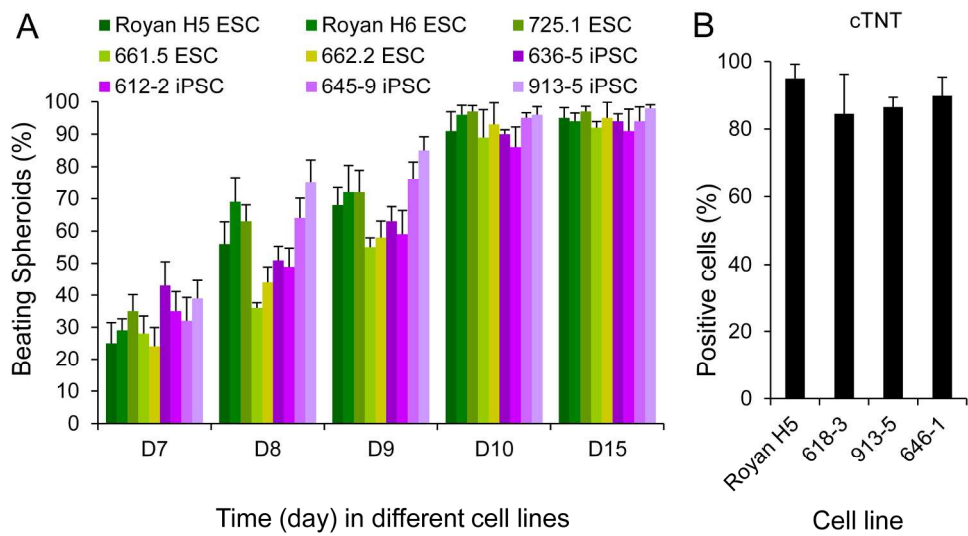 A
Royan H5 ESC Royan H6 ESC 725.1 ESC
661.5 ESC 662.2 ESC 636-5 iPSC
612-2 iPSC 645-9 iPSC 913-5 iPSC
Beating Spheroids (%)
100
90
80
70
60
50
40
30
20
10
0
D7 D8 D9 D10 D15
Time (day) in different cell lines
B
cTNT
Positive cells (%)
100
80
60
40
20
0
Royan H5 618-3 913-5 646-1
Cell line